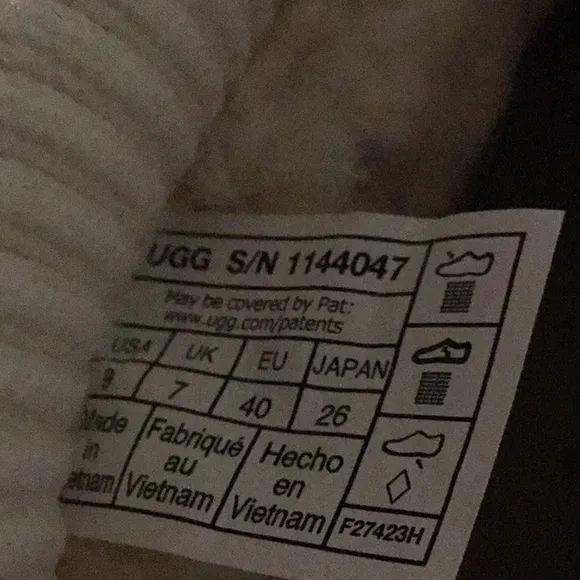 UGG S/N 1144047
May be covered by Pat:
www.ugg.com/patents
USA UK EU JAPAN
9 7 40 26
Made in Vietnam
Fabriqué au Vietnam
Hecho en Vietnam
F27423H